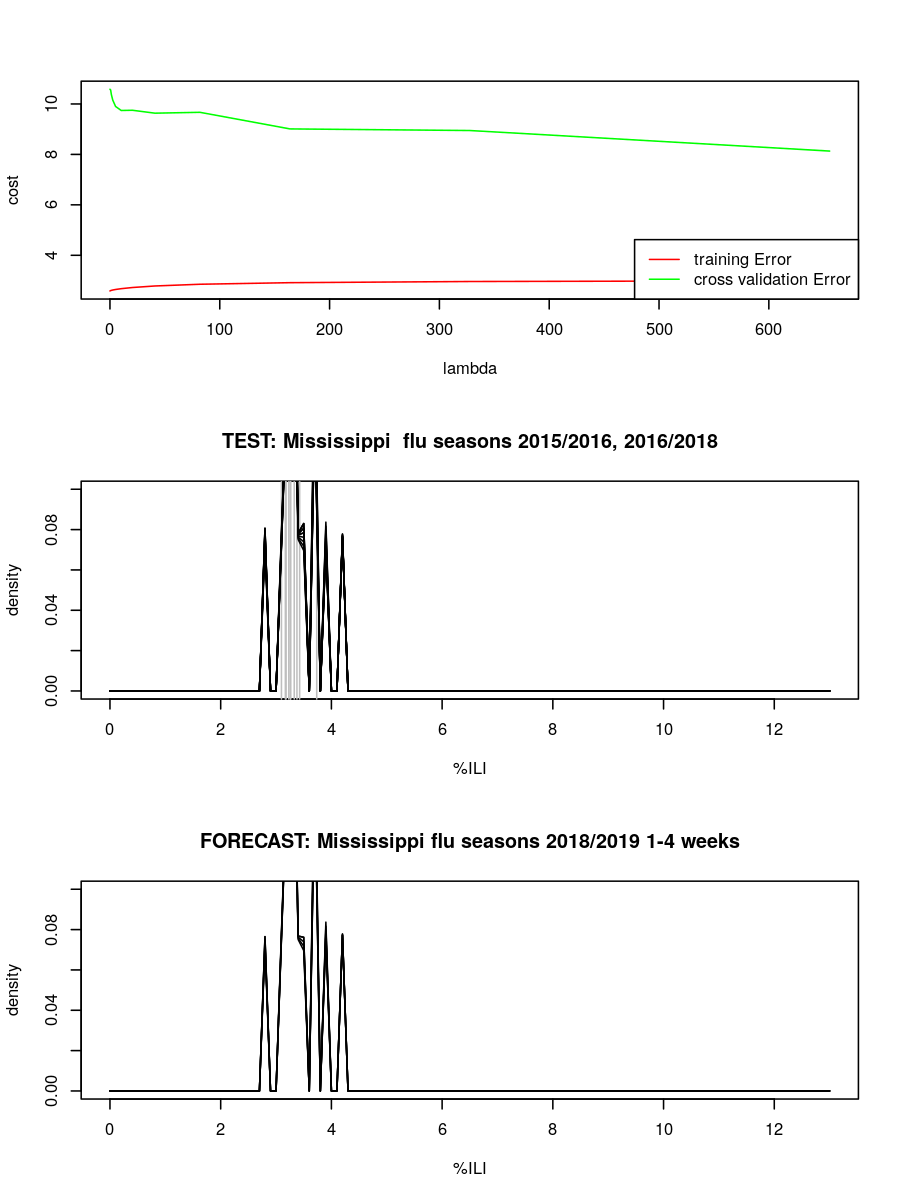 cost
4
6
8
10
training Error
cross validation Error
0 100 200 300 400 500 600
lambda
TEST: Mississippi  flu seasons 2015/2016, 2016/2018
density
0.00
0.04
0.08
0 2 4 6 8 10 12
%ILI
FORECAST: Mississippi flu seasons 2018/2019 1-4 weeks
density
0.00
0.04
0.08
0 2 4 6 8 10 12
%ILI